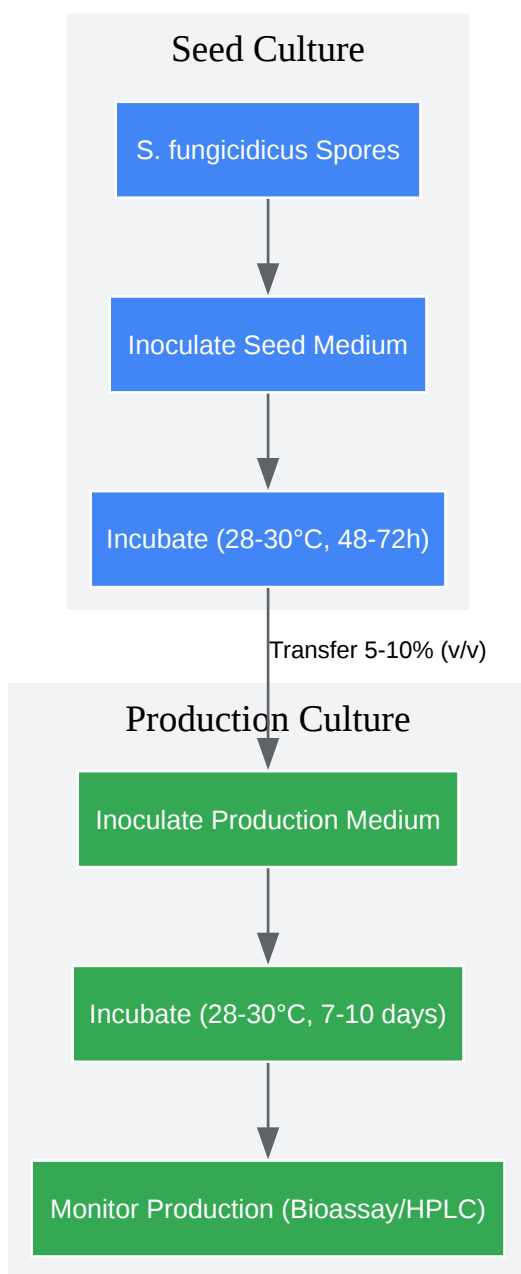 Seed Culture
S. fungicidicus Spores
Inoculate Seed Medium
Incubate (28-30°C, 48-72h)
Transfer 5-10% (v/v)
Production Culture
Inoculate Production Medium
Incubate (28-30°C, 7-10 days)
Monitor Production (Bioassay/HPLC)